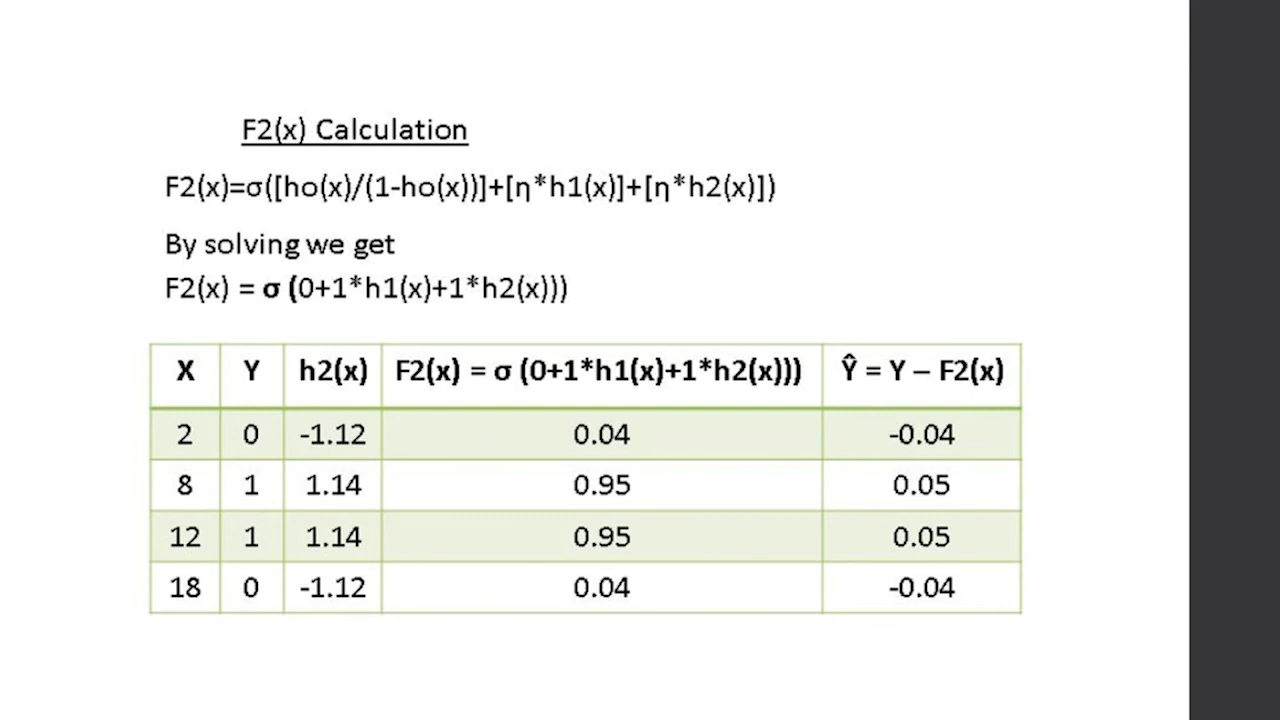 F2(x) Calculation
F2(x)=σ([ho(x)/(1-ho(x))]+[η*h1(x)]+[η*h2(x)])
By solving we get
F2(x) = σ (0+1*h1(x)+1*h2(x)))
X Y h2(x) F2(x) = σ (0+1*h1(x)+1*h2(x))) Ŷ = Y – F2(x)
2 0 -1.12 0.04 -0.04
8 1 1.14 0.95 0.05
12 1 1.14 0.95 0.05
18 0 -1.12 0.04 -0.04